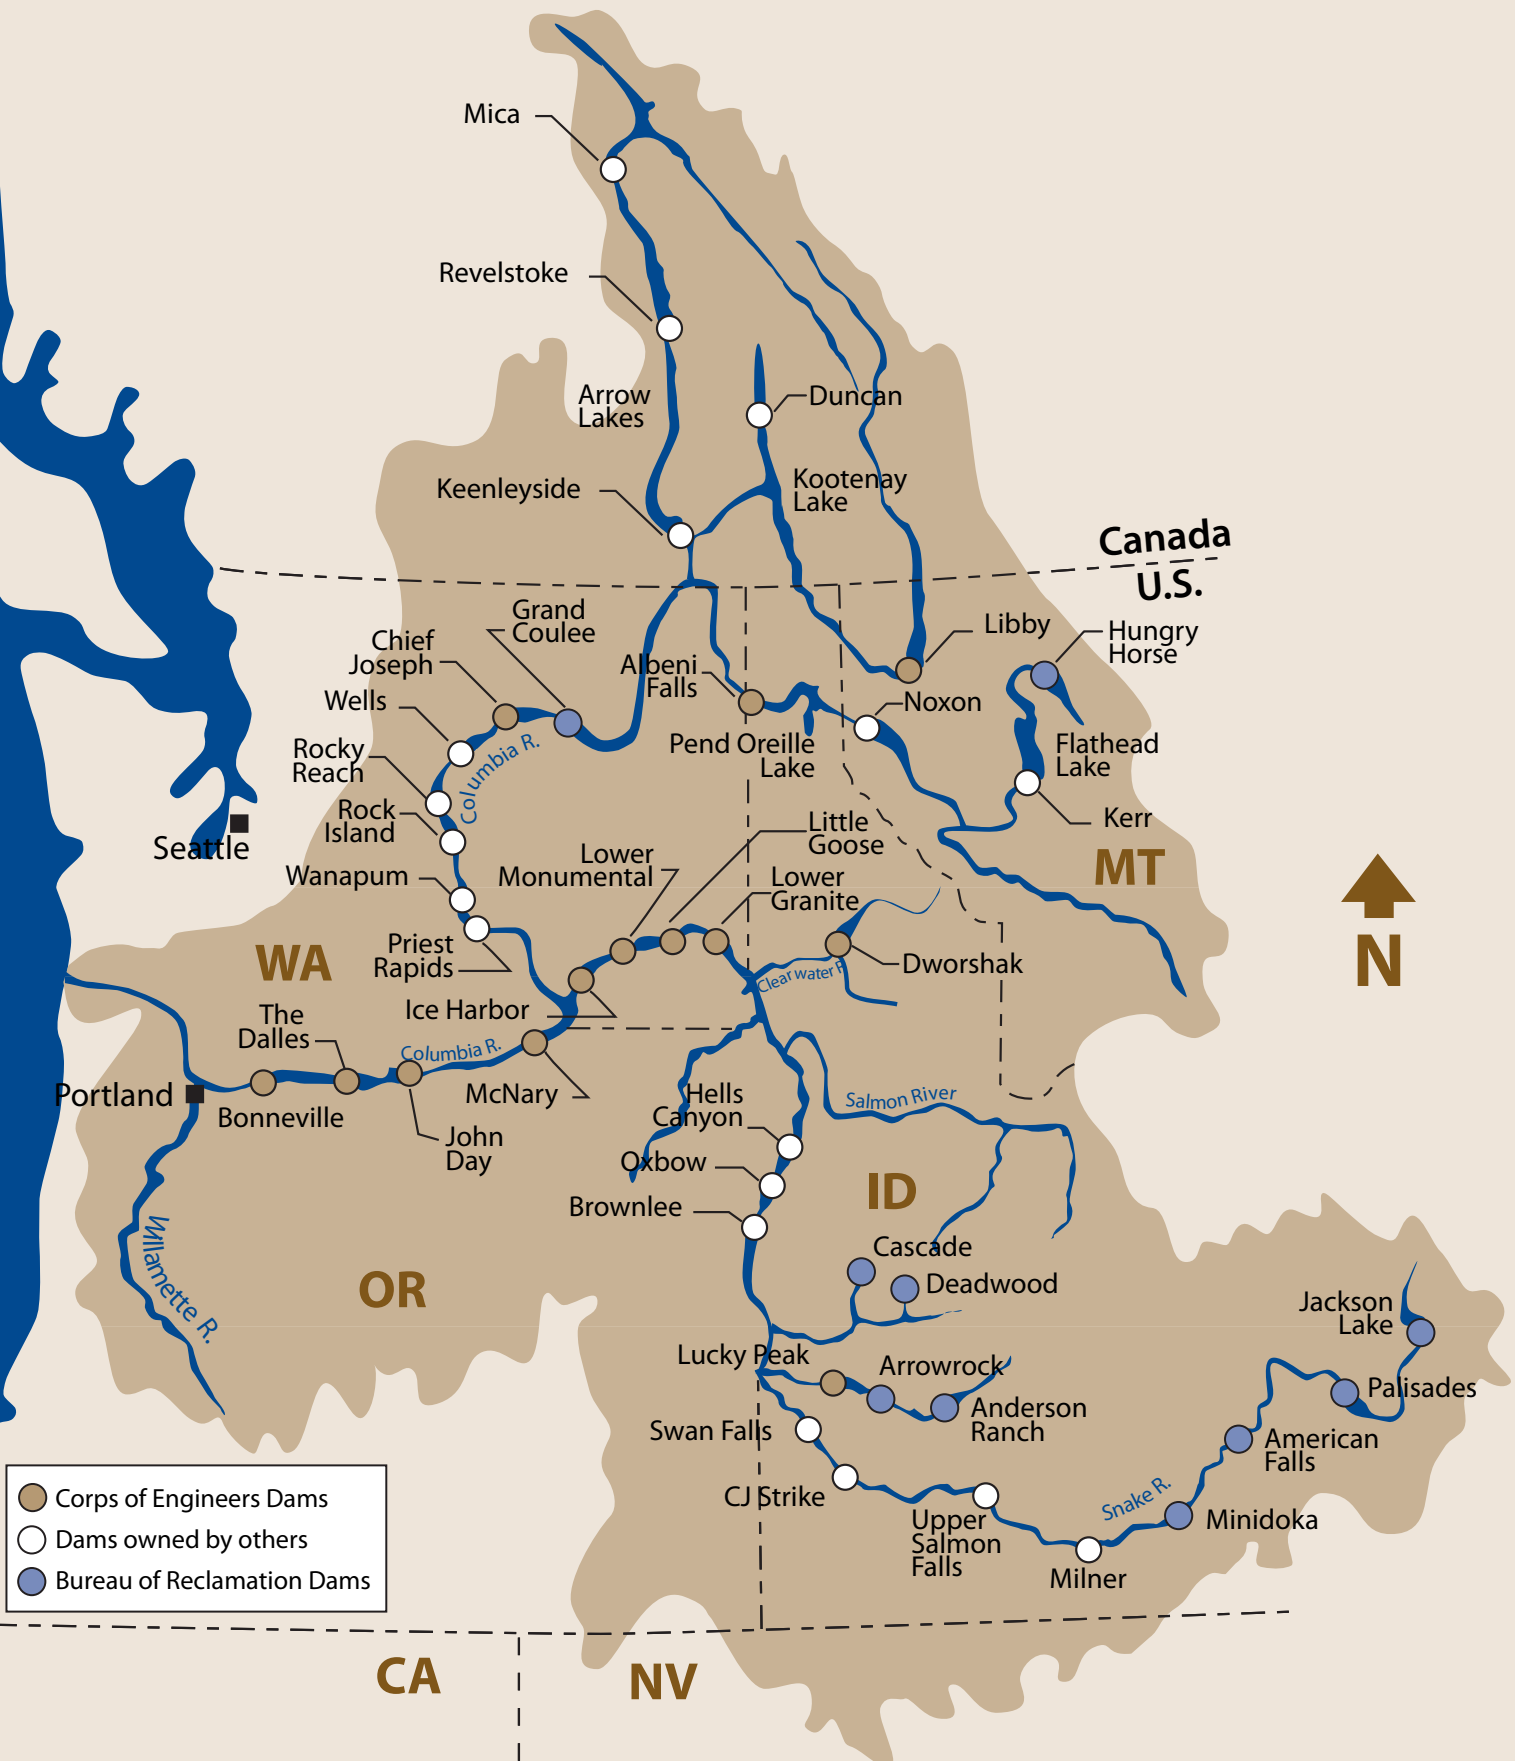 Mica
Revelstoke
Arrow
Lakes
Duncan
Keenleyside
Kootenay
Lake
Canada
U.S.
Grand
Coulee
Chief
Joseph
Libby
Hungry
Horse
Albeni
Falls
Wells
Noxon
Rocky
Reach
Columbia R.
Pend Oreille
Lake
Flathead
Lake
Rock
Island
Kerr
Seattle
Little
Goose
Lower
Monumental
MT
Wanapum
Lower
Granite
N
Priest
Rapids
WA
Dworshak
Clearwater R
Ice Harbor
The
Dalles
Columbia R.
Portland
McNary
Hells
Canyon
Salmon River
Bonneville
John
Day
Oxbow
ID
Brownlee
Willamette R.
Cascade
OR
Deadwood
Jackson
Lake
Lucky Peak
Arrowrock
Palisades
Anderson
Ranch
Swan Falls
American
Falls
CJ Strike
Snake R.
Upper
Salmon
Falls
Minidoka
Milner
Corps of Engineers Dams
Dams owned by others
Bureau of Reclamation Dams
CA
NV